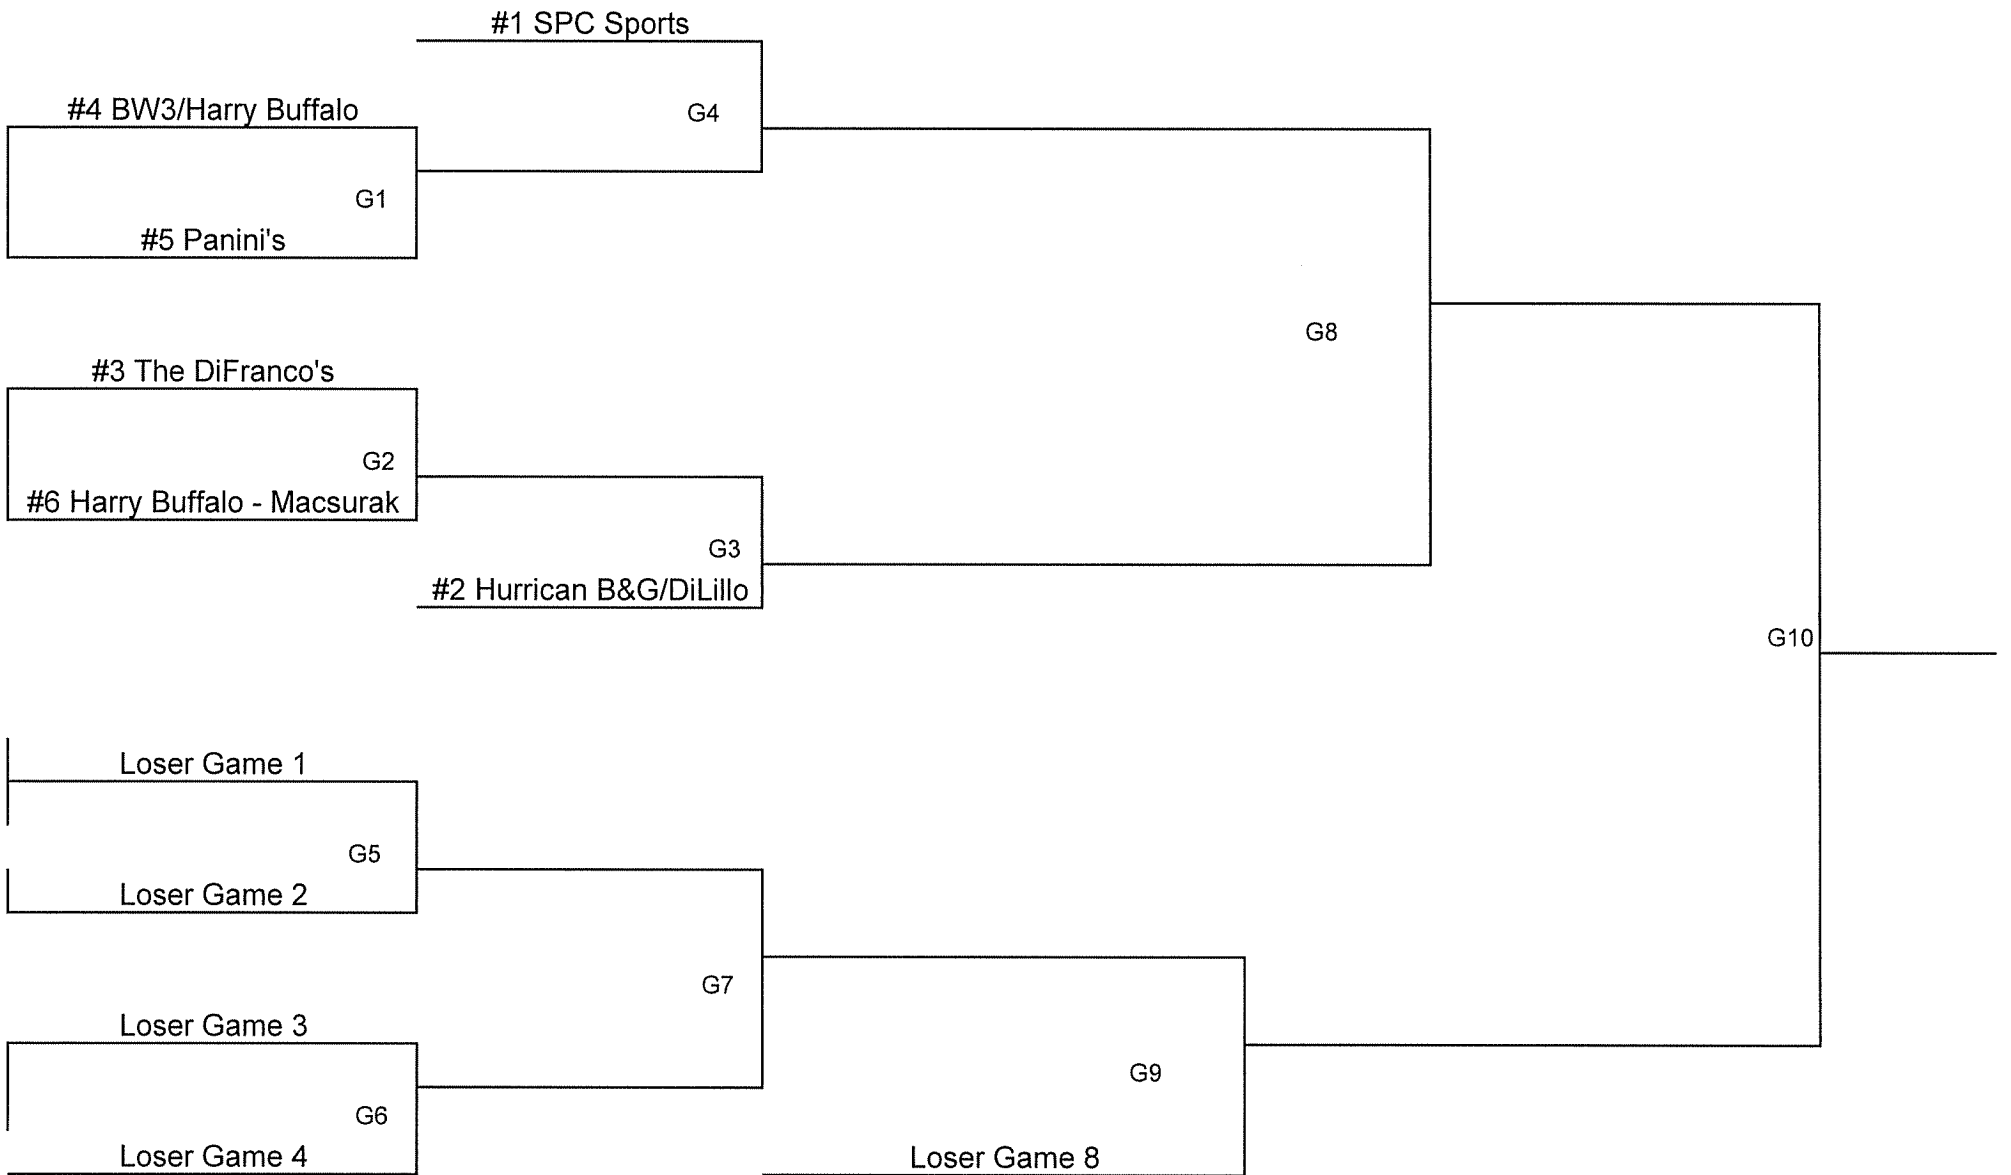 #1 SPC Sports
#4 BW3/Harry Buffalo
G4
G1
#5 Panini's
G8
#3 The DiFranco's
G2
#6 Harry Buffalo - Macsurak
G3
#2 Hurrican B&G/DiLillo
G10
Loser Game 1
G5
Loser Game 2
G7
Loser Game 3
G9
G6
Loser Game 4
Loser Game 8